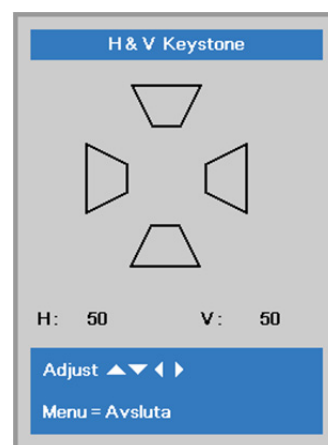 H & V Keystone
H: 50 V: 50
Adjust ▲▼◀▶
Menu = Avsluta